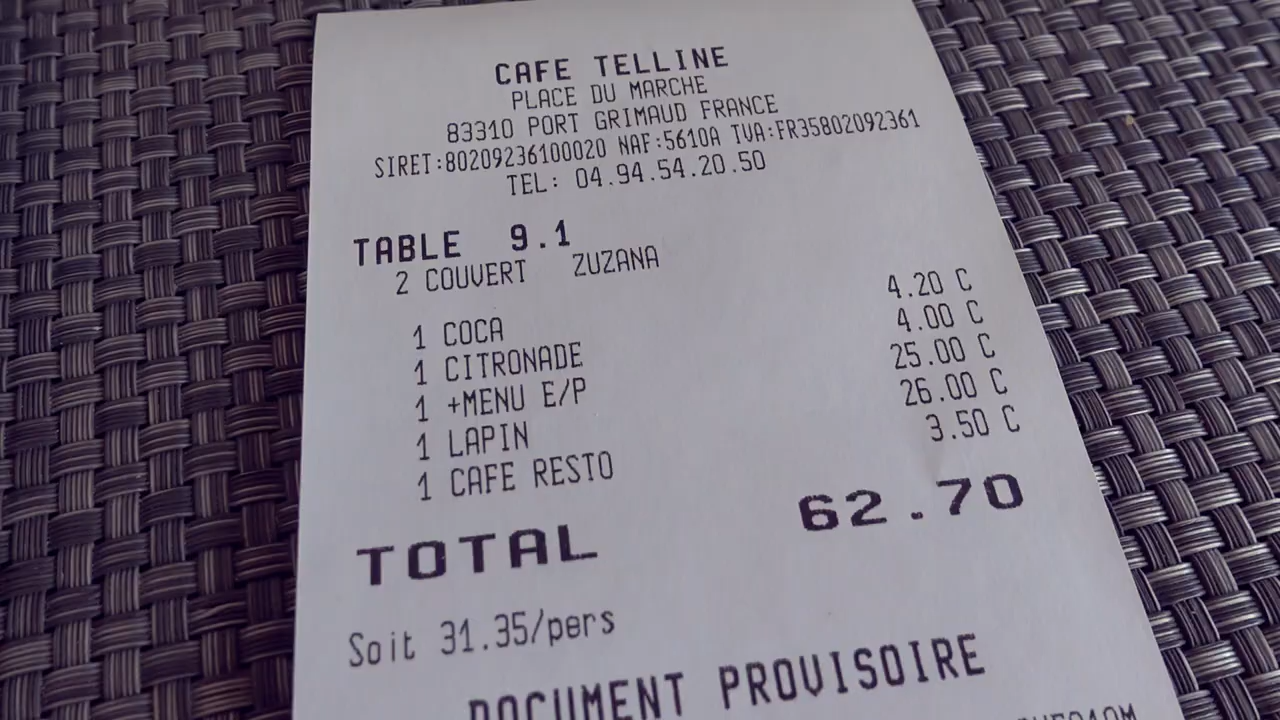 CAFE TELLINE
PLACE DU MARCHE
83310 PORT GRIMAUD FRANCE
SIRET:80209236100020 NAF:5610A TVA:FR35802092361
TEL: 04.94.54.20.50
TABLE 9.1
2 COUVERT ZUZANA
1 COCA 4.20 C
1 CITRONADE 4.00 C
1 +MENU E/P 25.00 C
1 LAPIN 26.00 C
1 CAFE RESTO 3.50 C
TOTAL 62.70
Soit 31.35/pers
DOCUMENT PROVISOIRE